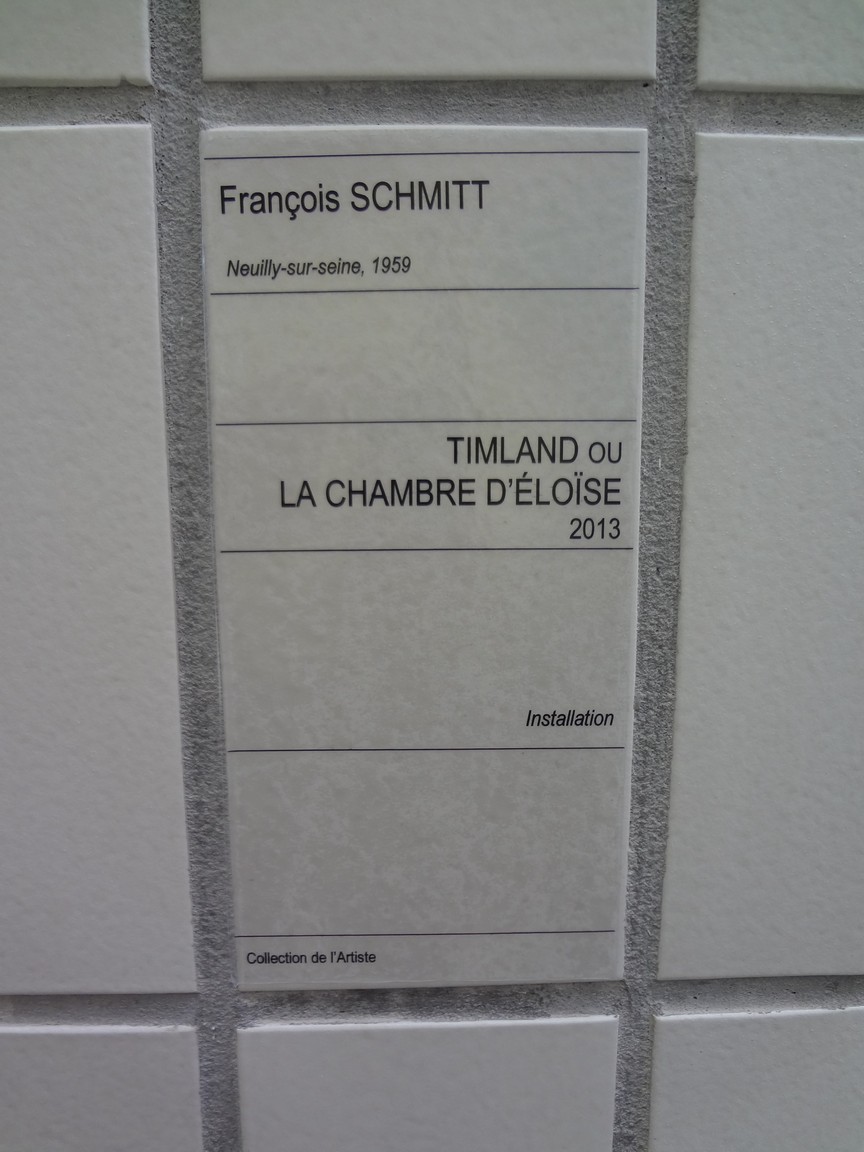 François SCHMITT
Neuilly-sur-seine, 1959
TIMLAND OU
LA CHAMBRE D'ÉLOÏSE
2013
Installation
Collection de l'Artiste